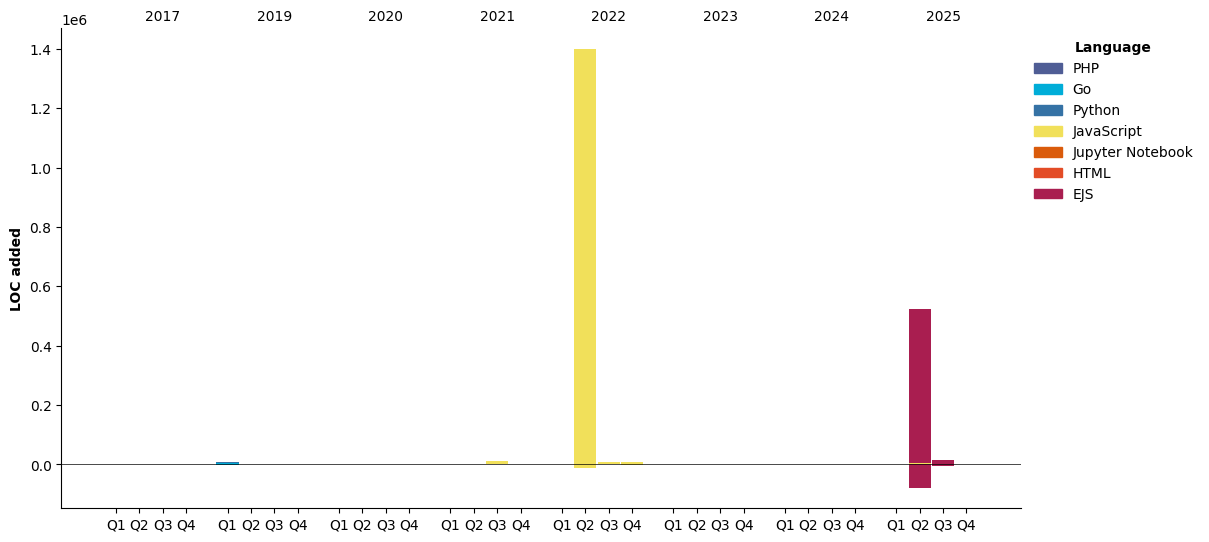 2017 2019 2020 2021 2022 2023 2024 2025
1e6
1.4
1.2
1.0
0.8
0.6
0.4
0.2
0.0
LOC added
Q1 Q2 Q3 Q4 Q1 Q2 Q3 Q4 Q1 Q2 Q3 Q4 Q1 Q2 Q3 Q4 Q1 Q2 Q3 Q4 Q1 Q2 Q3 Q4 Q1 Q2 Q3 Q4 Q1 Q2 Q3 Q4
Language
PHP
Go
Python
JavaScript
Jupyter Notebook
HTML
EJS